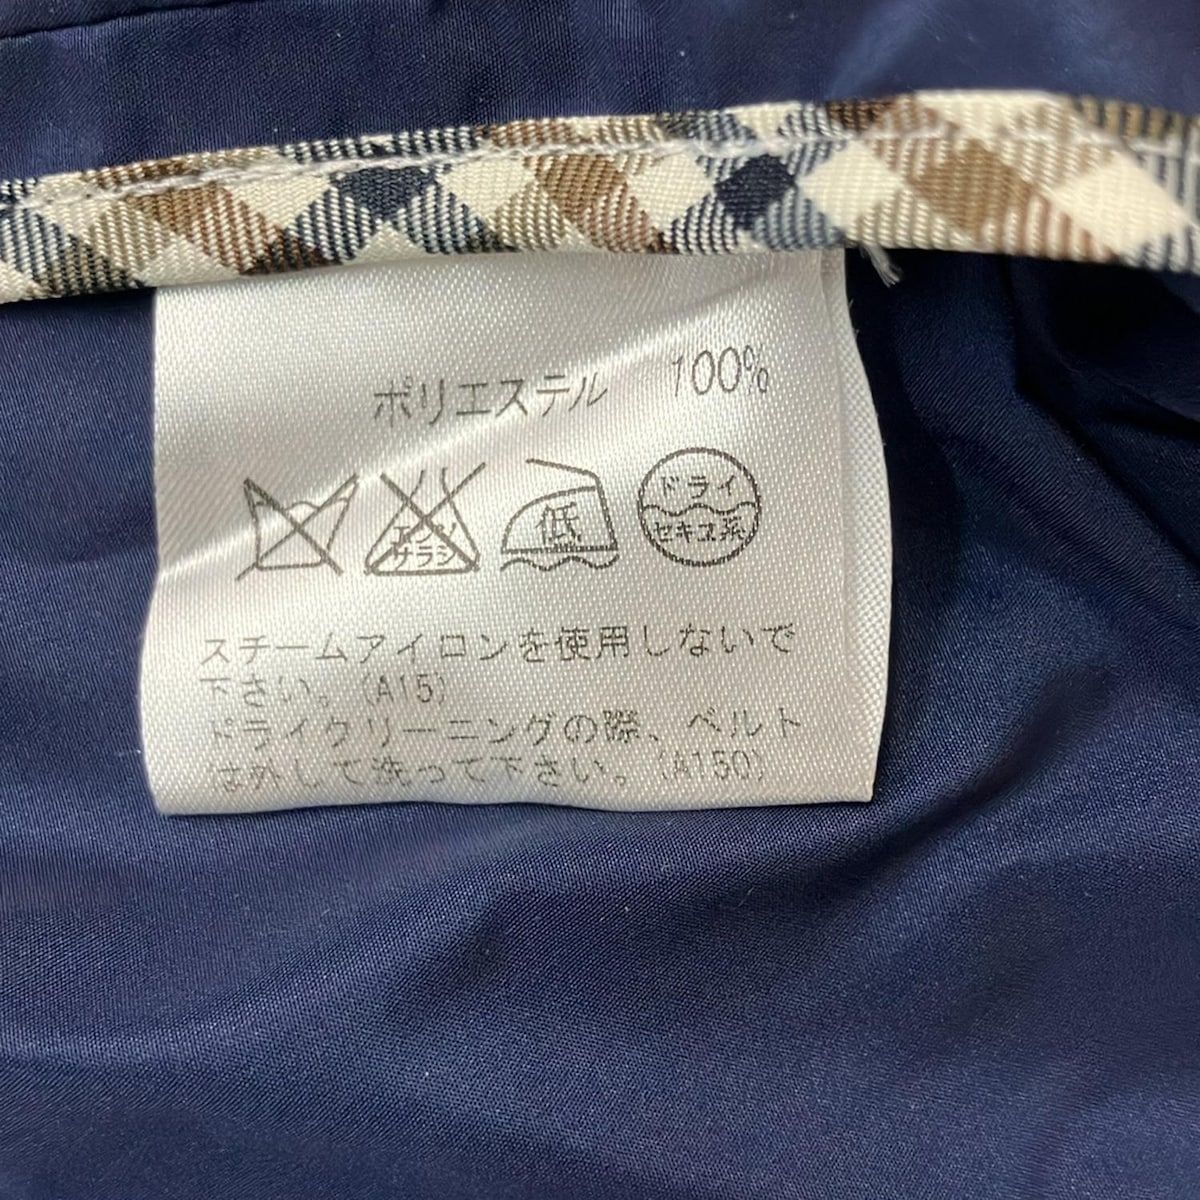 ポリエステル 100%
エンソ
サラシ
低
ドライ
セキユ系
スチームアイロンを使用しないで
下さい。(A15)
ドライクリーニングの際、ベルト
は外して洗って下さい。(A150)